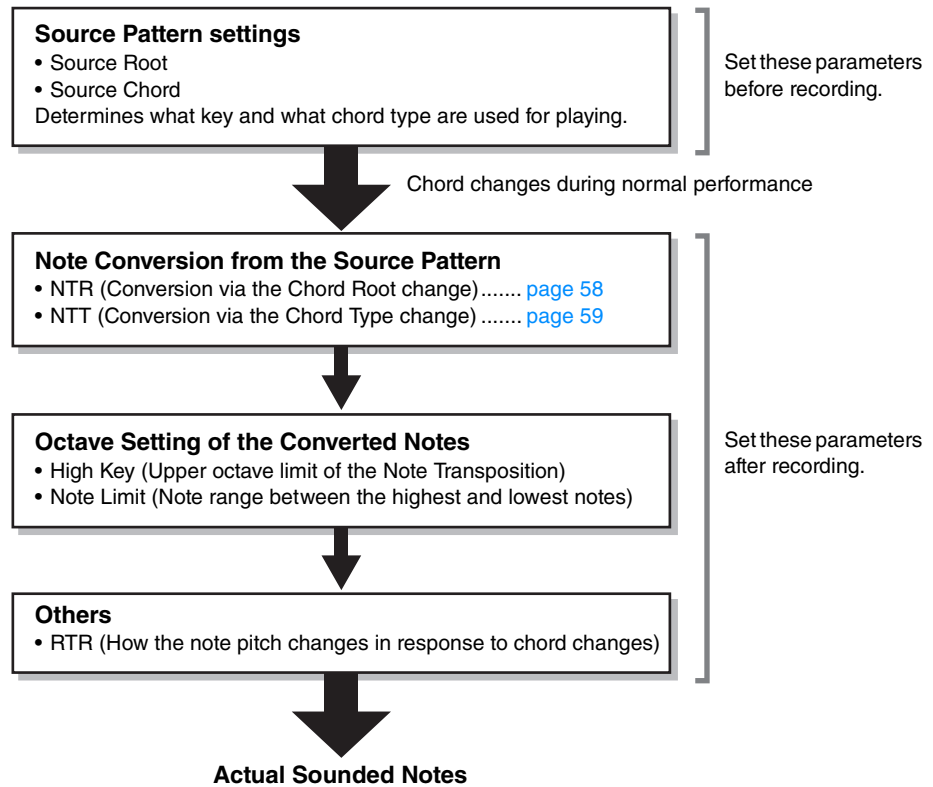 Source Pattern settings
• Source Root
• Source Chord
Determines what key and what chord type are used for playing.
Set these parameters
before recording.
Chord changes during normal performance
Note Conversion from the Source Pattern
• NTR (Conversion via the Chord Root change)....... page 58
• NTT (Conversion via the Chord Type change) ....... page 59
Octave Setting of the Converted Notes
• High Key (Upper octave limit of the Note Transposition)
• Note Limit (Note range between the highest and lowest notes)
Set these parameters
after recording.
Others
• RTR (How the note pitch changes in response to chord changes)
Actual Sounded Notes